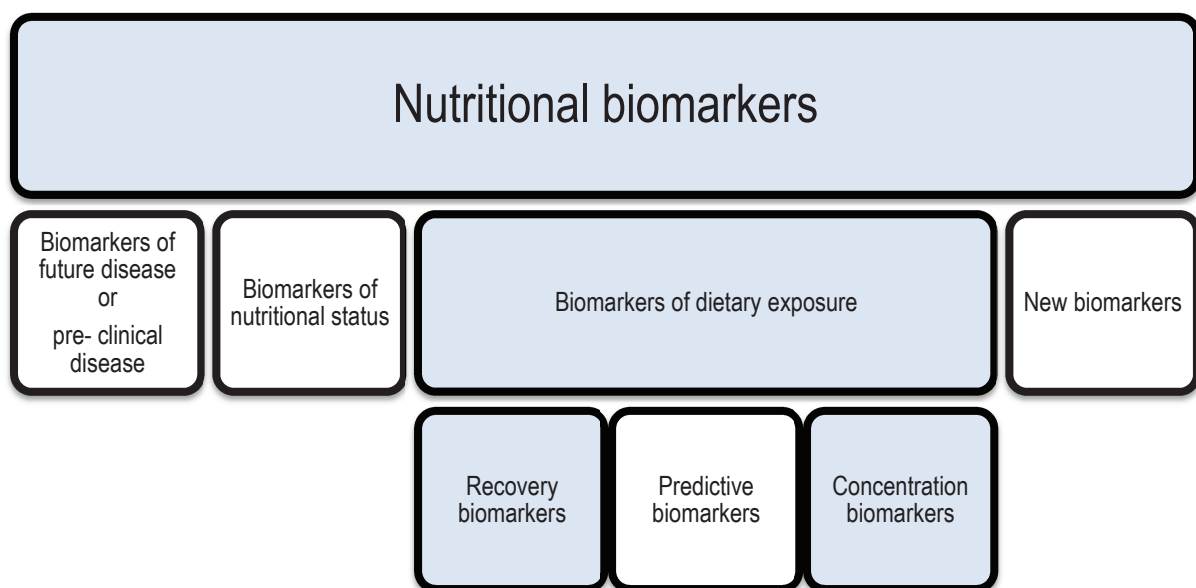 Nutritional biomarkers
Biomarkers of
future disease
or
pre- clinical
disease
Biomarkers of
nutritional status
Biomarkers of dietary exposure
New biomarkers
Recovery
biomarkers
Predictive
biomarkers
Concentration
biomarkers